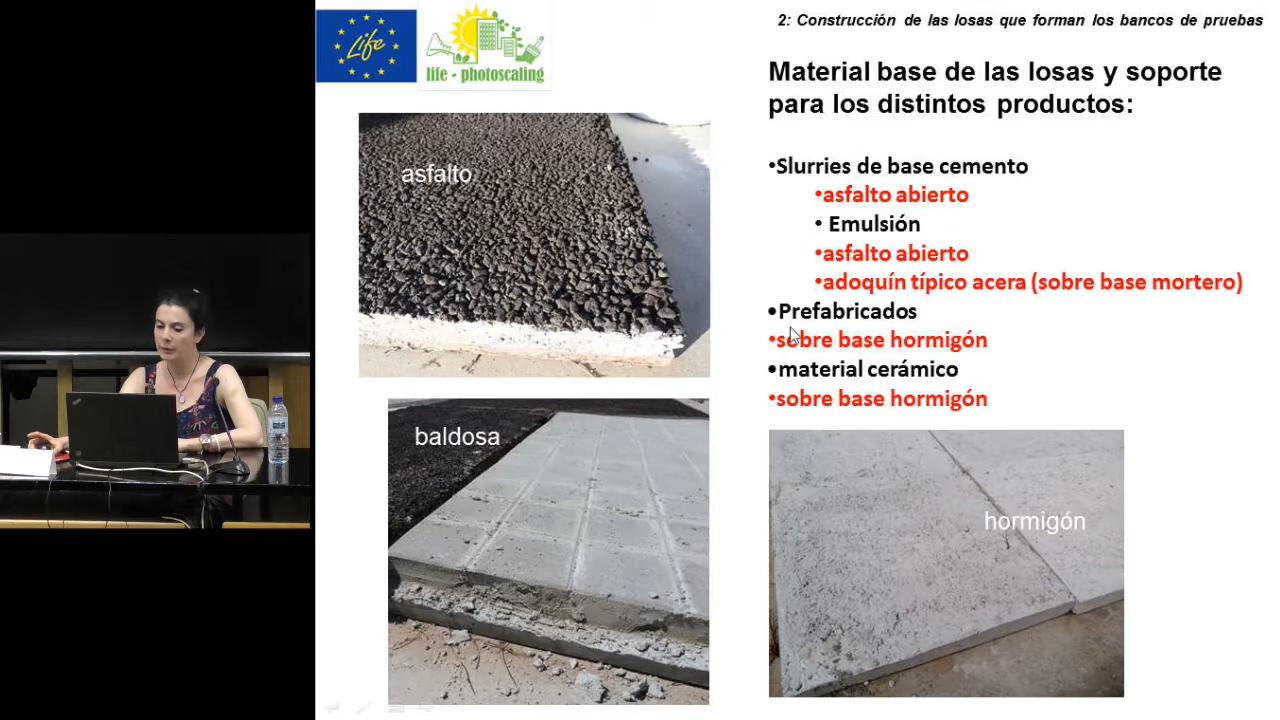 Life
life - photoscaling
2: Construcción de las losas que forman los bancos de pruebas
Material base de las losas y soporte
para los distintos productos:
•Slurries de base cemento
•asfalto abierto
• Emulsión
•asfalto abierto
•adoquín típico acera (sobre base mortero)
•Prefabricados
•sobre base hormigón
•material cerámico
•sobre base hormigón
asfalto
baldosa
hormigón